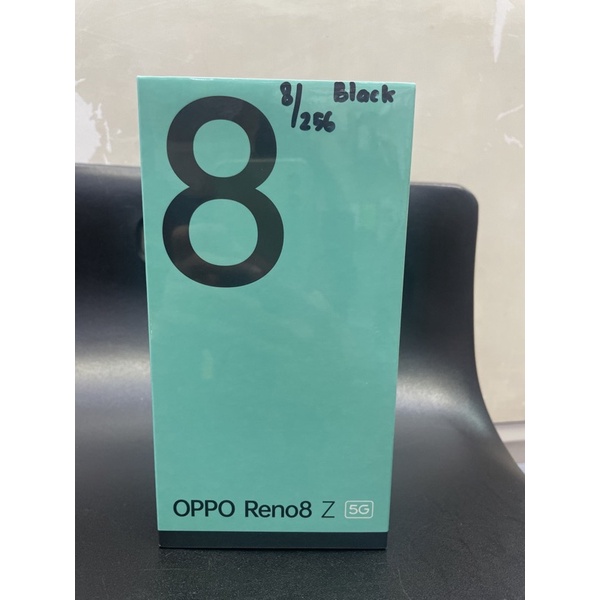 8
8/256 Black
OPPO Reno8 Z 5G